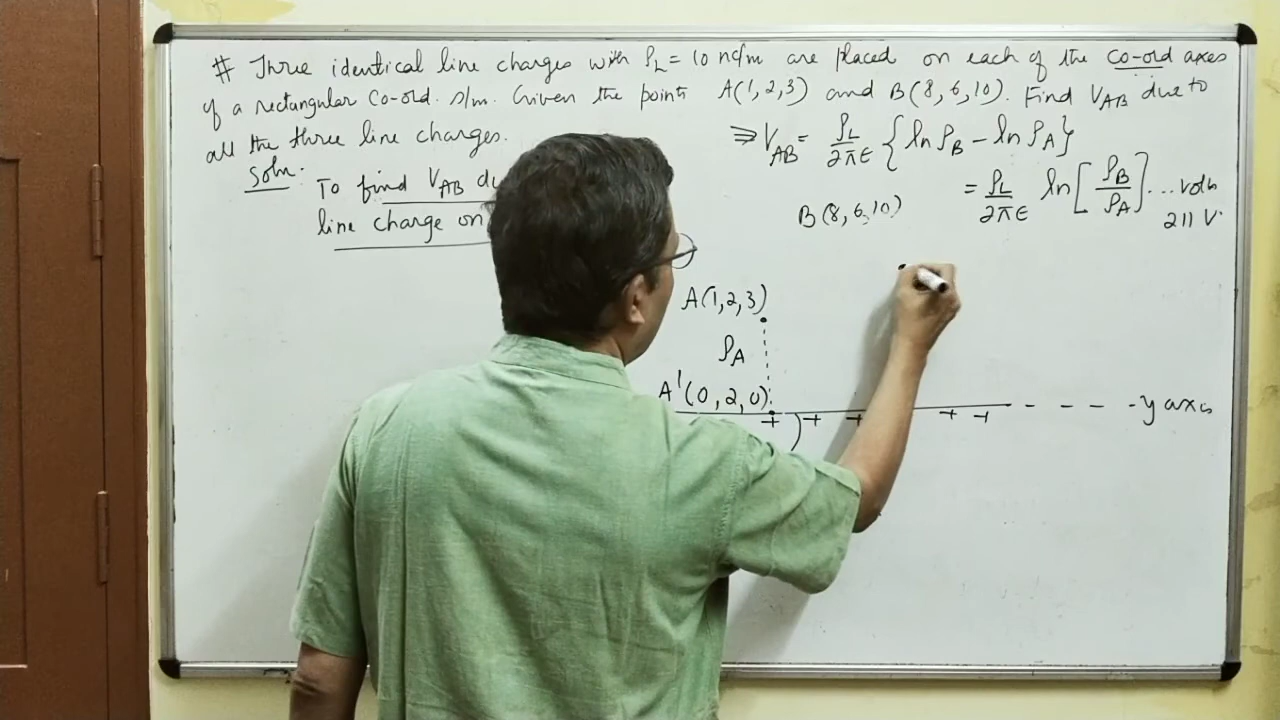 # Three identical line charges with ρL = 10 nc/m are placed on each of the co-old axes
of a rectangular co-old. s/m. Given the points A(1,2,3) and B(8,6,10). Find VAB due to
all the three line charges.
Soln.
To find VAB du
line charge on
⇒ VAB = ρL/2πϵ {ln ρB - ln ρA}
= ρL/2πϵ ln[ρB/ρA] ... volts
211 V
B(8, 6, 10)
A(1,2,3)
ρA
A'(0, 2, 0)
+ + + + +
- - - - y axis